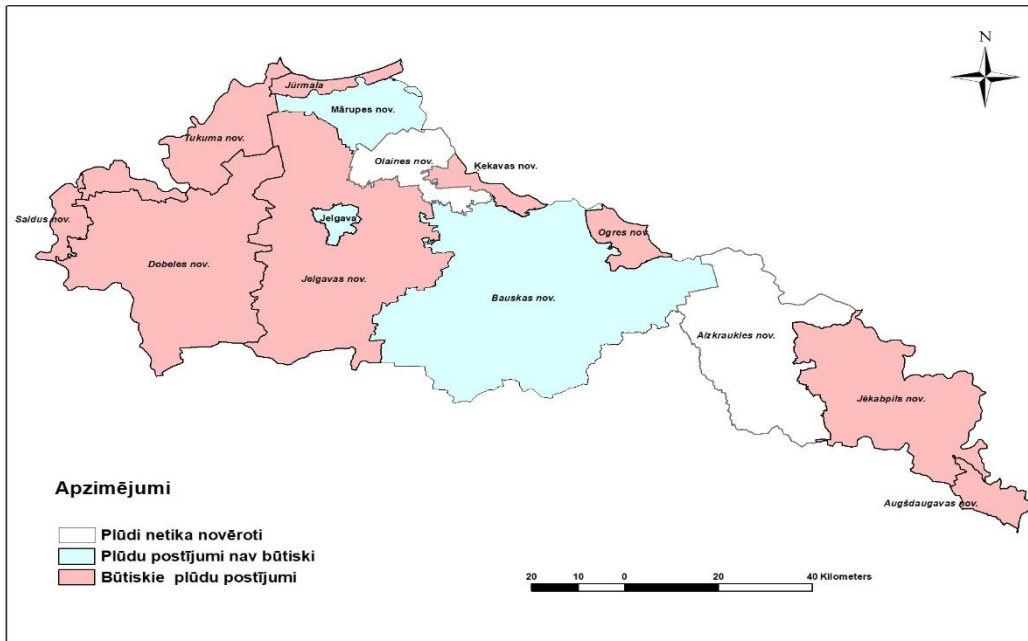 N
Jūrmala
Mārupes nov.
Tukuma nov.
Olaines nov.
Ķekavas nov.
Saldus nov.
Jelgava
Ogres nov.
Dobeles nov.
Jelgavas nov.
Bauskas nov.
Aizkraukles nov.
Jēkabpils nov.
Augšdaugavas nov.
Apzīmējumi
Plūdi netika novēroti
Plūdu postījumi nav būtiski
Būtiskie plūdu postījumi
20 10 0 20 40 Kilometers